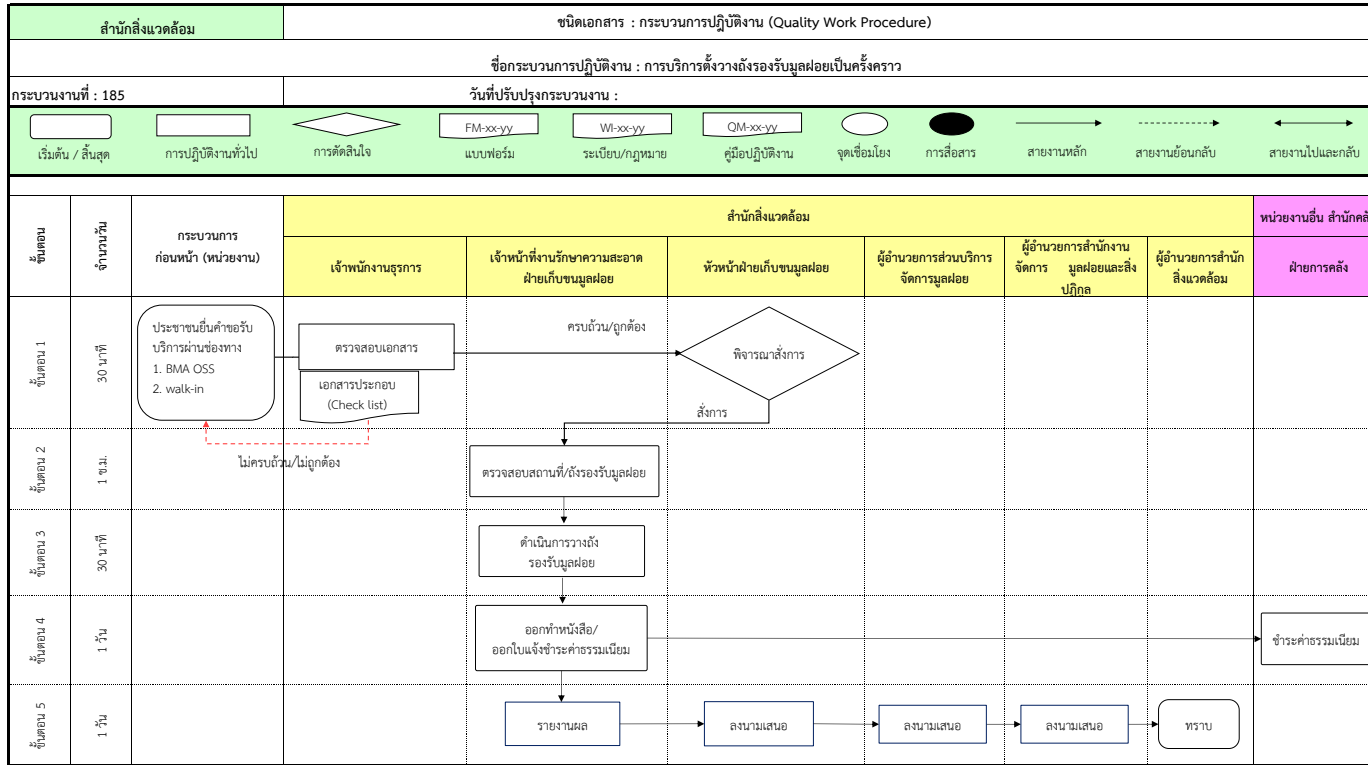 สำนักสิ่งแวดล้อม
ชนิดเอกสาร : กระบวนการปฏิบัติงาน (Quality Work Procedure)
ชื่อกระบวนการปฏิบัติงาน : การบริการตั้งวางถังรองรับมูลฝอยเป็นครั้งคราว
กระบวนงานที่ : 185
วันที่ปรับปรุงกระบวนงาน :
FM-xx-yy
WI-xx-yy
QM-xx-yy
เริ่มต้น / สิ้นสุด
การปฏิบัติงานทั่วไป
การตัดสินใจ
แบบฟอร์ม
ระเบียบ/กฎหมาย
คู่มือปฏิบัติงาน
จุดเชื่อมโยง
การสื่อสาร
สายงานหลัก
สายงานย้อนกลับ
สายงานไปและกลับ
ขั้นตอน
จำนวนวัน
กระบวนการ
ก่อนหน้า (หน่วยงาน)
สำนักสิ่งแวดล้อม
หน่วยงานอื่น สำนักคลั
เจ้าพนักงานธุรการ
เจ้าหน้าที่งานรักษาความสะอาด
ฝ่ายเก็บขนมูลฝอย
หัวหน้าฝ่ายเก็บขนมูลฝอย
ผู้อำนวยการส่วนบริการ
จัดการมูลฝอย
ผู้อำนวยการสำนักงาน
จัดการ มูลฝอยและสิ่ง
ปฏิกูล
ผู้อำนวยการสำนัก
สิ่งแวดล้อม
ฝ่ายการคลัง
ขั้นตอน 1
30 นาที
ประชาชนยื่นคำขอรับ
บริการผ่านช่องทาง
1. BMA OSS
2. walk-in
ตรวจสอบเอกสาร
เอกสารประกอบ
(Check list)
ครบถ้วน/ถูกต้อง
พิจารณาสั่งการ
สั่งการ
ไม่ครบถ้วน/ไม่ถูกต้อง
ขั้นตอน 2
1 ช.ม.
ตรวจสอบสถานที่/ถังรองรับมูลฝอย
ขั้นตอน 3
30 นาที
ดำเนินการวางถัง
รองรับมูลฝอย
ขั้นตอน 4
1 วัน
ออกทำหนังสือ/
ออกใบแจ้งชำระค่าธรรมเนียม
ชำระค่าธรรมเนียม
ขั้นตอน 5
1 วัน
รายงานผล
ลงนามเสนอ
ลงนามเสนอ
ลงนามเสนอ
ทราบ